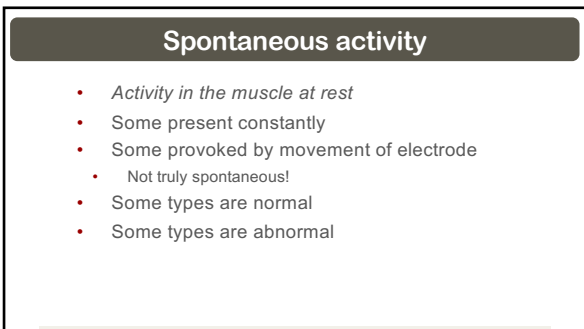 Spontaneous activity
• Activity in the muscle at rest
• Some present constantly
• Some provoked by movement of electrode
• Not truly spontaneous!
• Some types are normal
• Some types are abnormal